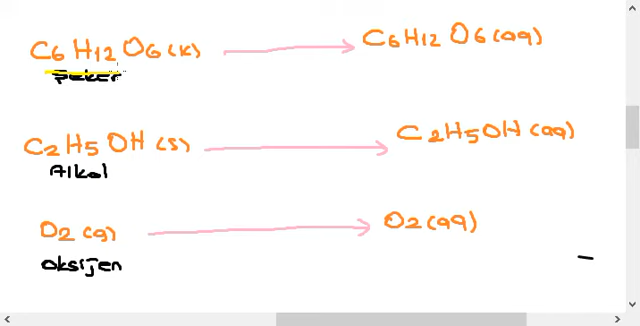 C6H12O6(k) → C6H12O6(aq)
Şeker
C2H5OH(s) → C2H5OH(aq)
Alkol
O2(g) → O2(aq)
Oksijen